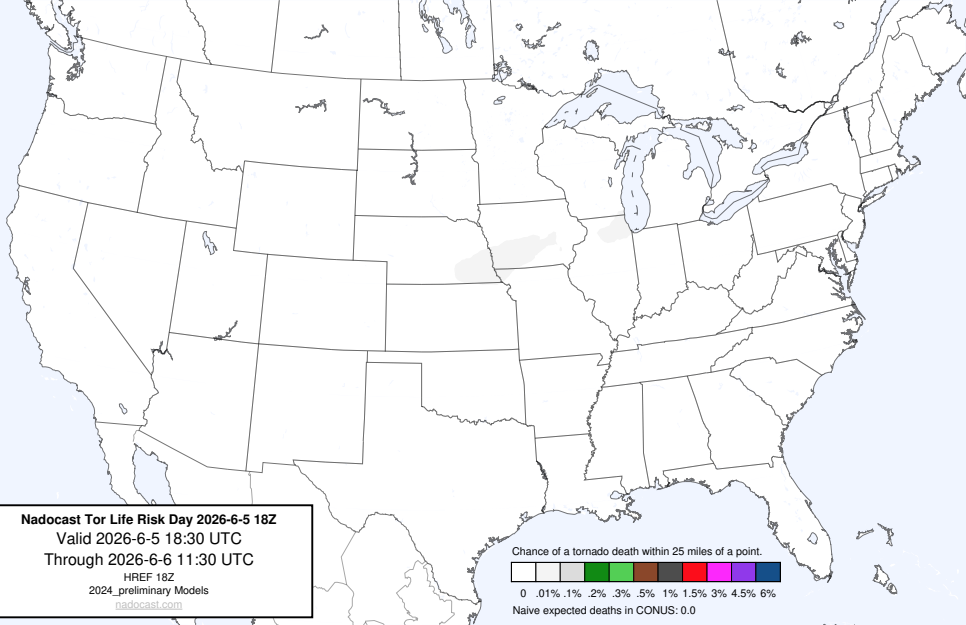 Nadocast Tor Life Risk Day 2026-6-5 18Z
Valid 2026-6-5 18:30 UTC
Through 2026-6-6 11:30 UTC
HREF 18Z
2024_preliminary Models
nadocast.com
Chance of a tornado death within 25 miles of a point.
0 .01% .1% .2% .3% .5% 1% 1.5% 3% 4.5% 6%
Naive expected deaths in CONUS: 0.0